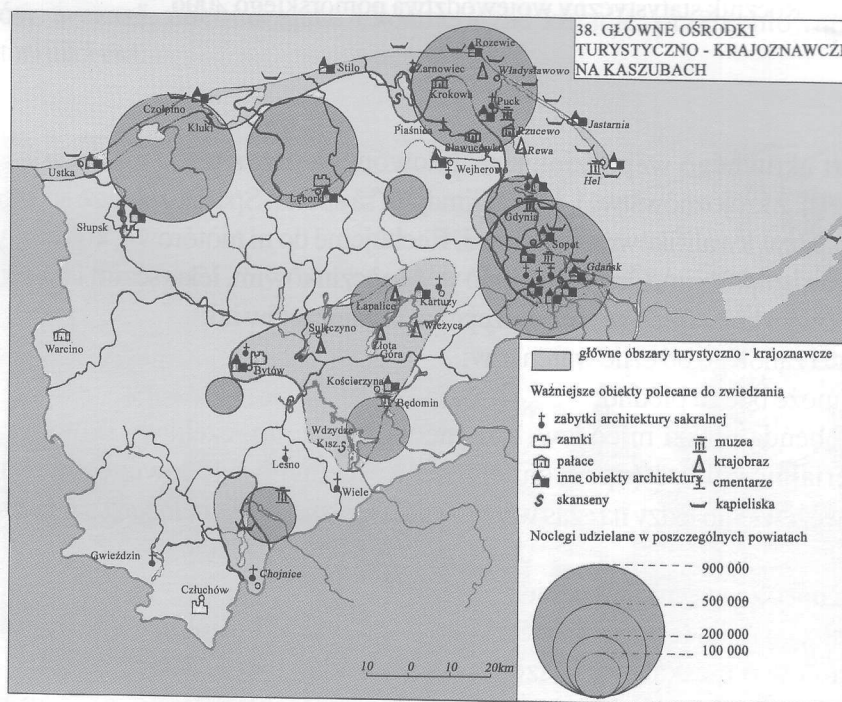 38. GŁÓWNE OŚRODKI
TURYSTYCZNO - KRAJOZNAWCZE
NA KASZUBACH
Rozewie
Żarnowiec
Władysławowo
Krokowa
Puck
Stilo
Czołpino
Kluki
Piaśnica
Sławucówko
Rzucewo
Jastarnia
Rewa
Ustka
Wejherowo
Hel
Lębork
Gdynia
Słupsk
Sopot
Gdańsk
Łapalice
Kartuzy
Sulęczyno
Wieżyca
Złota
Góra
Warcino
Bytów
Kościerzyna
Będomin
Wdzydze
Kisz.
Leśno
Wiele
Gwieździn
Chojnice
Człuchów
główne obszary turystyczno - krajoznawcze
Ważniejsze obiekty polecane do zwiedzania
zabytki architektury sakralnej
zamki
muzea
pałace
krajobraz
inne obiekty architektury
cmentarze
skanseny
kąpieliska
Noclegi udzielane w poszczególnych powiatach
900 000
500 000
200 000
100 000
10 0 10 20km